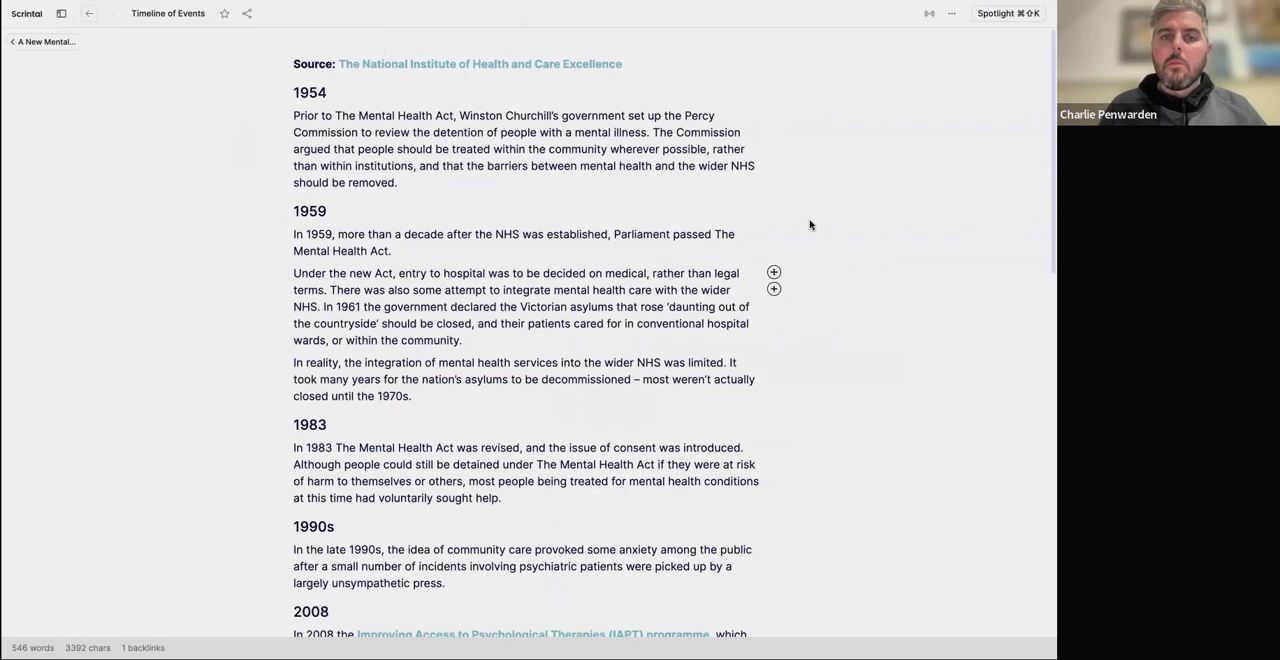 Scrintal
Timeline of Events
Spotlight ⌘⇧K
A New Mental...
Charlie Penwarden
Source: The National Institute of Health and Care Excellence
1954
Prior to The Mental Health Act, Winston Churchill's government set up the Percy
Commission to review the detention of people with a mental illness. The Commission
argued that people should be treated within the community wherever possible, rather
than within institutions, and that the barriers between mental health and the wider NHS
should be removed.
1959
In 1959, more than a decade after the NHS was established, Parliament passed The
Mental Health Act.
Under the new Act, entry to hospital was to be decided on medical, rather than legal
terms. There was also some attempt to integrate mental health care with the wider
NHS. In 1961 the government declared the Victorian asylums that rose ‘daunting out of
the countryside’ should be closed, and their patients cared for in conventional hospital
wards, or within the community.
In reality, the integration of mental health services into the wider NHS was limited. It
took many years for the nation's asylums to be decommissioned – most weren't actually
closed until the 1970s.
1983
In 1983 The Mental Health Act was revised, and the issue of consent was introduced.
Although people could still be detained under The Mental Health Act if they were at risk
of harm to themselves or others, most people being treated for mental health conditions
at this time had voluntarily sought help.
1990s
In the late 1990s, the idea of community care provoked some anxiety among the public
after a small number of incidents involving psychiatric patients were picked up by a
largely unsympathetic press.
2008
In 2008 the Improving Access to Psychological Therapies (IAPT) programme, which
546 words 3392 chars 1 backlinks